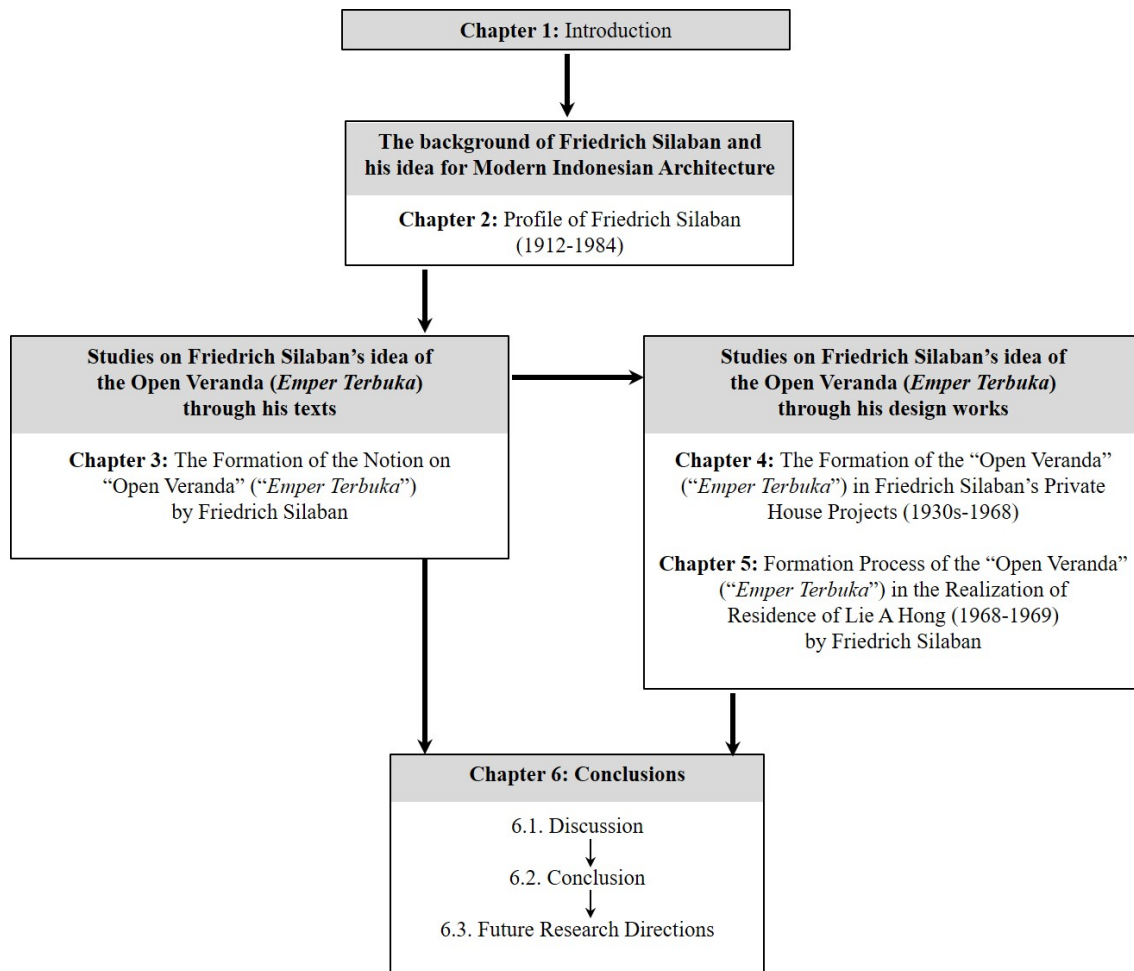 Chapter 1: Introduction
The background of Friedrich Silaban and
his idea for Modern Indonesian Architecture
Chapter 2: Profile of Friedrich Silaban
(1912-1984)
Studies on Friedrich Silaban’s idea of
the Open Veranda (Emper Terbuka)
through his texts
Chapter 3: The Formation of the Notion on
“Open Veranda” (“Emper Terbuka”)
by Friedrich Silaban
Studies on Friedrich Silaban’s idea of
the Open Veranda (Emper Terbuka)
through his design works
Chapter 4: The Formation of the “Open Veranda”
(“Emper Terbuka”) in Friedrich Silaban’s Private
House Projects (1930s-1968)
Chapter 5: Formation Process of the “Open Veranda”
(“Emper Terbuka”) in the Realization of
Residence of Lie A Hong (1968-1969)
by Friedrich Silaban
Chapter 6: Conclusions
6.1. Discussion
6.2. Conclusion
6.3. Future Research Directions